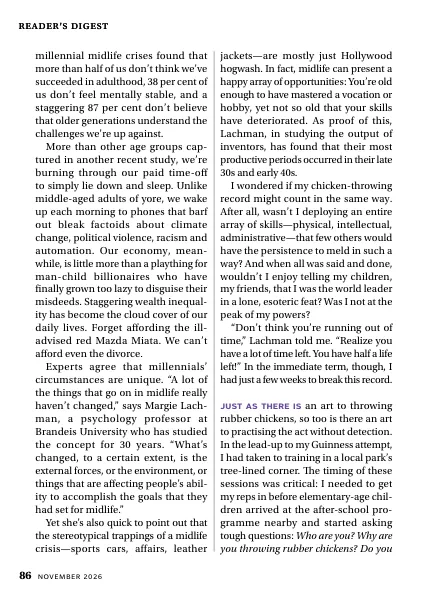 READER'S DIGEST
millennial midlife crises found that
more than half of us don't think we've
succeeded in adulthood, 38 per cent of
us don't feel mentally stable, and a
staggering 87 per cent don't believe
that older generations understand the
challenges we're up against.
More than other age groups cap-
tured in another recent study, we're
burning through our paid time-off
to simply lie down and sleep. Unlike
middle-aged adults of yore, we wake
up each morning to phones that barf
out bleak factoids about climate
change, political violence, racism and
automation. Our economy, mean-
while, is little more than a plaything for
man-child billionaires who have
finally grown too lazy to disguise their
misdeeds. Staggering wealth inequal-
ity has become the cloud cover of our
daily lives. Forget affording the ill-
advised red Mazda Miata. We can't
afford even the divorce.
Experts agree that millennials'
circumstances are unique. “A lot of
the things that go on in midlife really
haven't changed,” says Margie Lach-
man, a psychology professor at
Brandeis University who has studied
the concept for 30 years. “What's
changed, to a certain extent, is the
external forces, or the environment, or
things that are affecting people's abil-
ity to accomplish the goals that they
had set for midlife.”
Yet she's also quick to point out that
the stereotypical trappings of a midlife
crisis—sports cars, affairs, leather
jackets—are mostly just Hollywood
hogwash. In fact, midlife can present a
happy array of opportunities: You're old
enough to have mastered a vocation or
hobby, yet not so old that your skills
have deteriorated. As proof of this,
Lachman, in studying the output of
inventors, has found that their most
productive periods occurred in their late
30s and early 40s.
I wondered if my chicken-throwing
record might count in the same way.
After all, wasn't I deploying an entire
array of skills—physical, intellectual,
administrative—that few others would
have the persistence to meld in such a
way? And when all was said and done,
wouldn't I enjoy telling my children,
my friends, that I was the world leader
in a lone, esoteric feat? Was I not at the
peak of my powers?
“Don't think you're running out of
time,” Lachman told me. “Realize you
have a lot of time left. You have half a life
left!” In the immediate term, though, I
had just a few weeks to break this record.
JUST AS THERE IS an art to throwing
rubber chickens, so too is there an art
to practising the act without detection.
In the lead-up to my Guinness attempt,
I had taken to training in a local park's
tree-lined corner. The timing of these
sessions was critical: I needed to get
my reps in before elementary-age chil-
dren arrived at the after-school pro-
gramme nearby and started asking
tough questions: Who are you? Why are
you throwing rubber chickens? Do you
86 NOVEMBER 2026